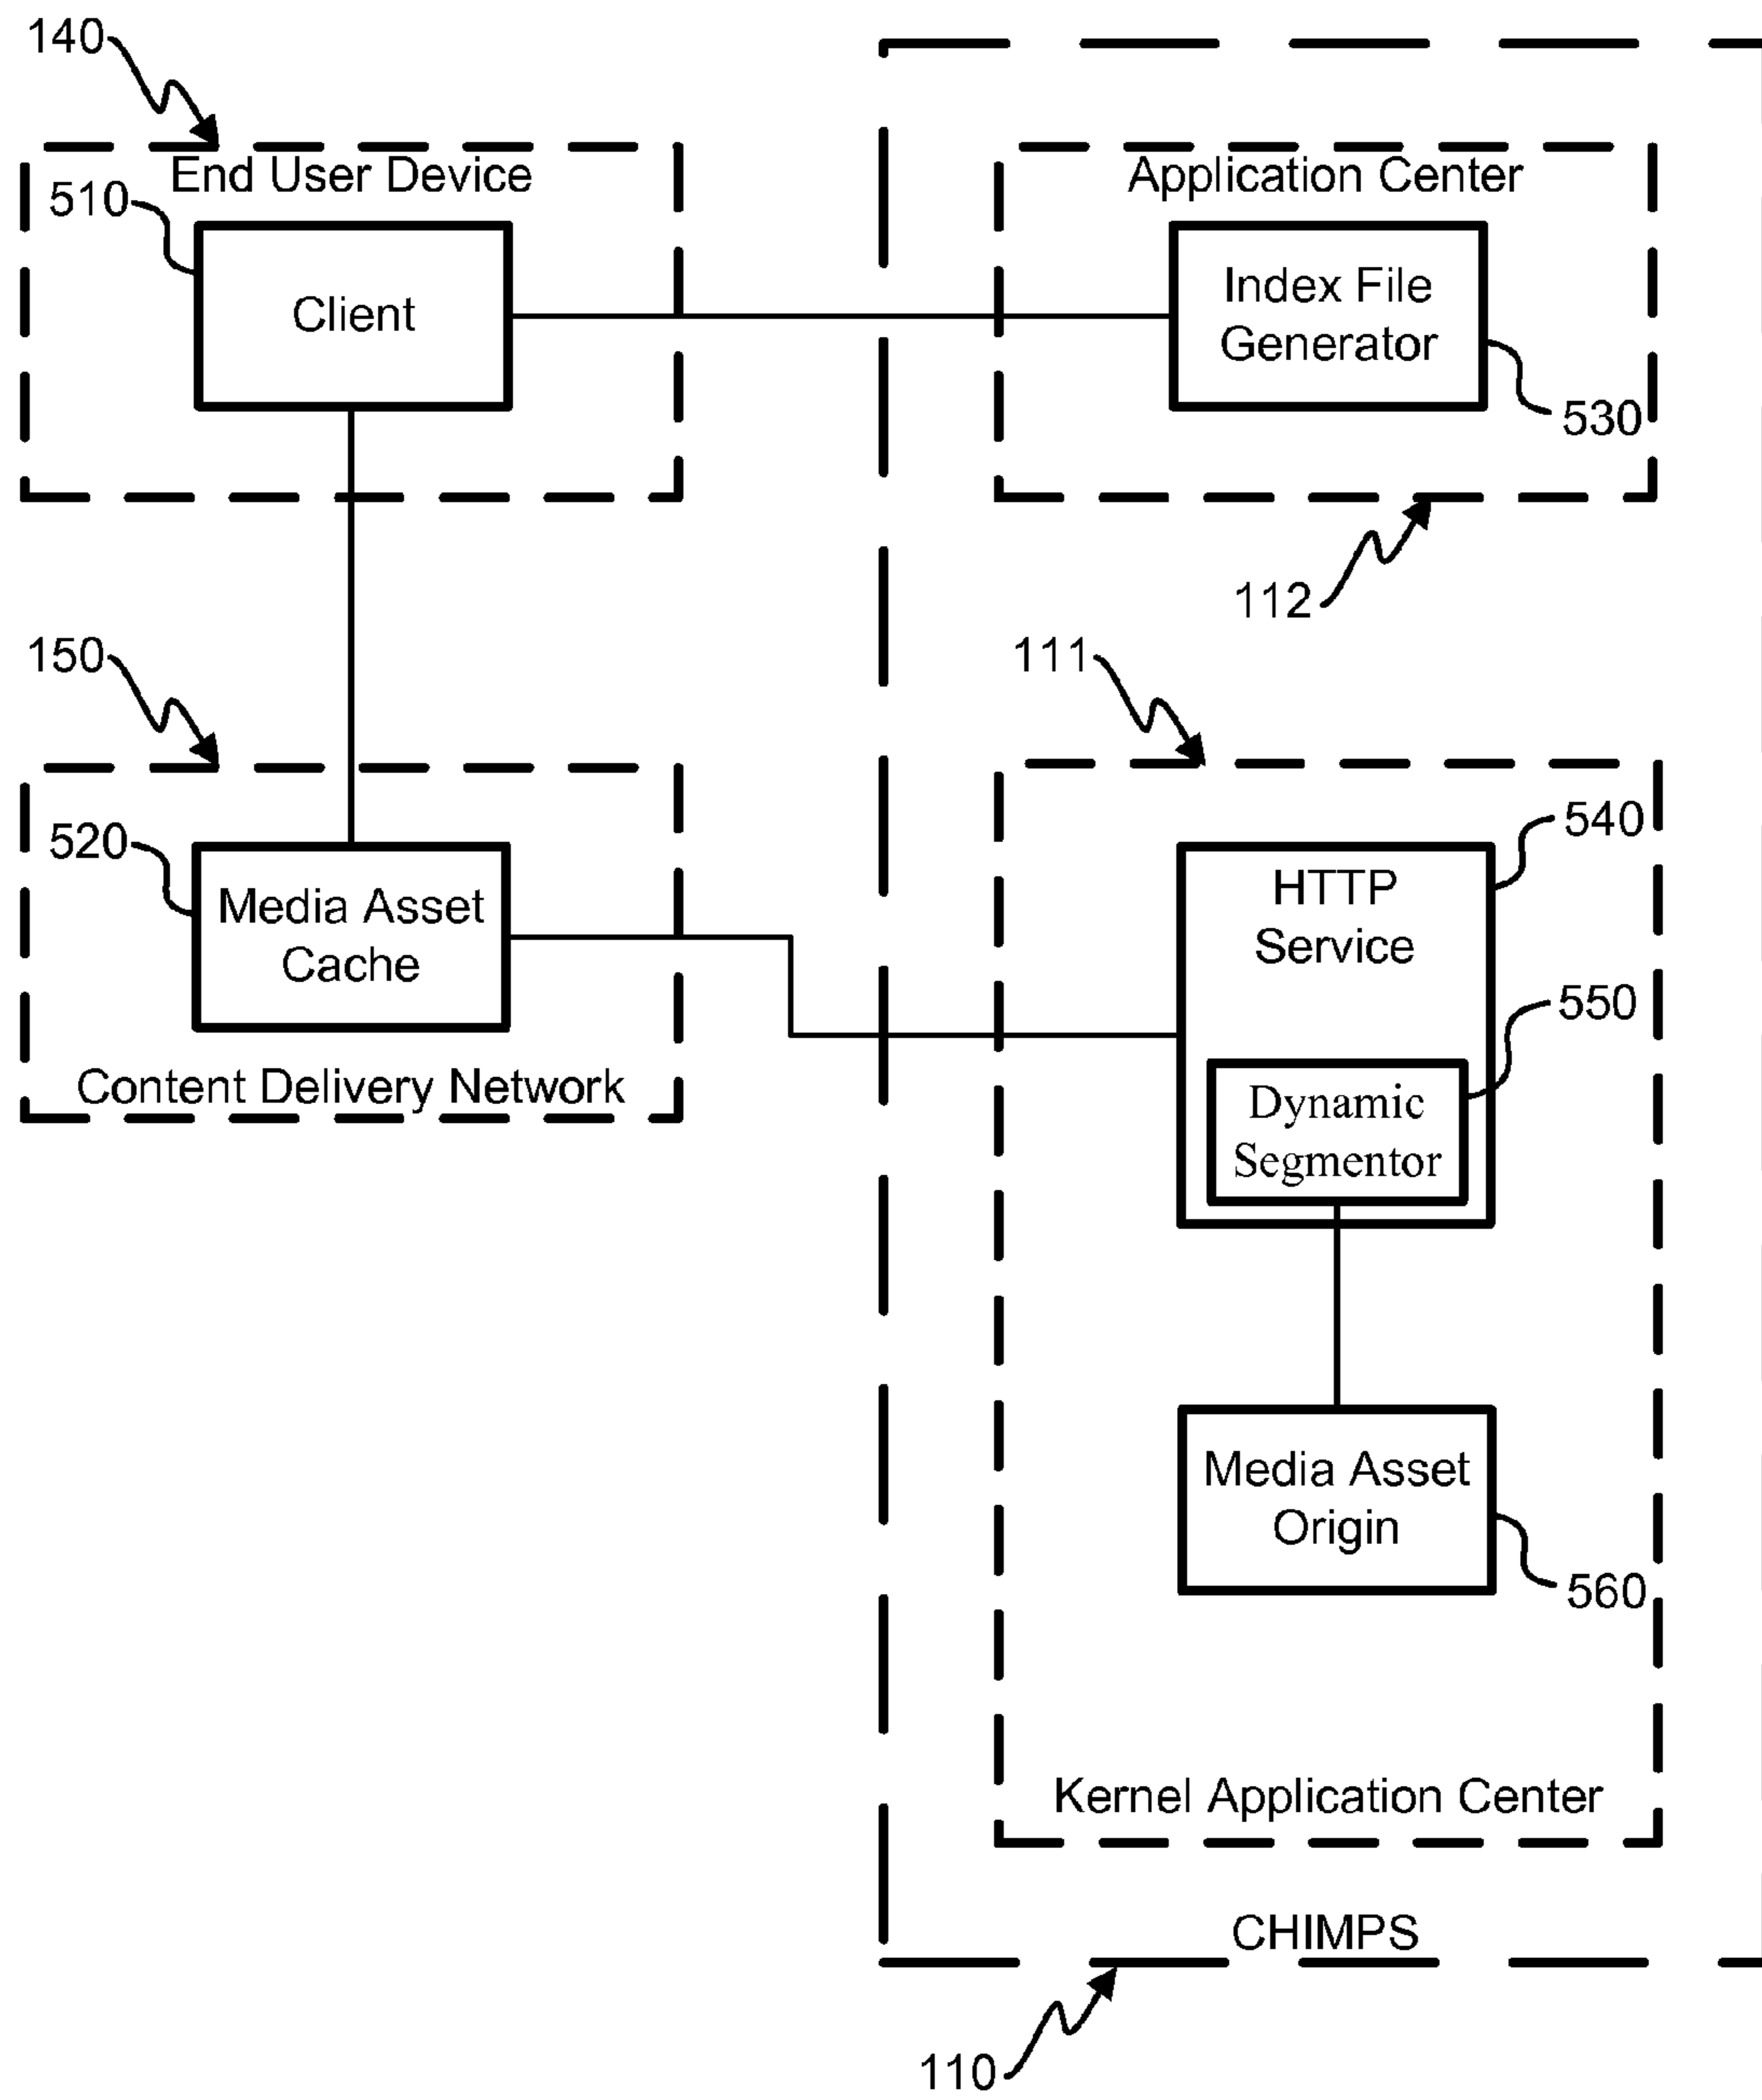 140
End User Device
510
Client
Application Center
Index File
Generator
530
112
150
520
Media Asset
Cache
Content Delivery Network
111
540
HTTP
Service
550
Dynamic
Segmentor
Media Asset
Origin
560
Kernel Application Center
CHIMPS
110